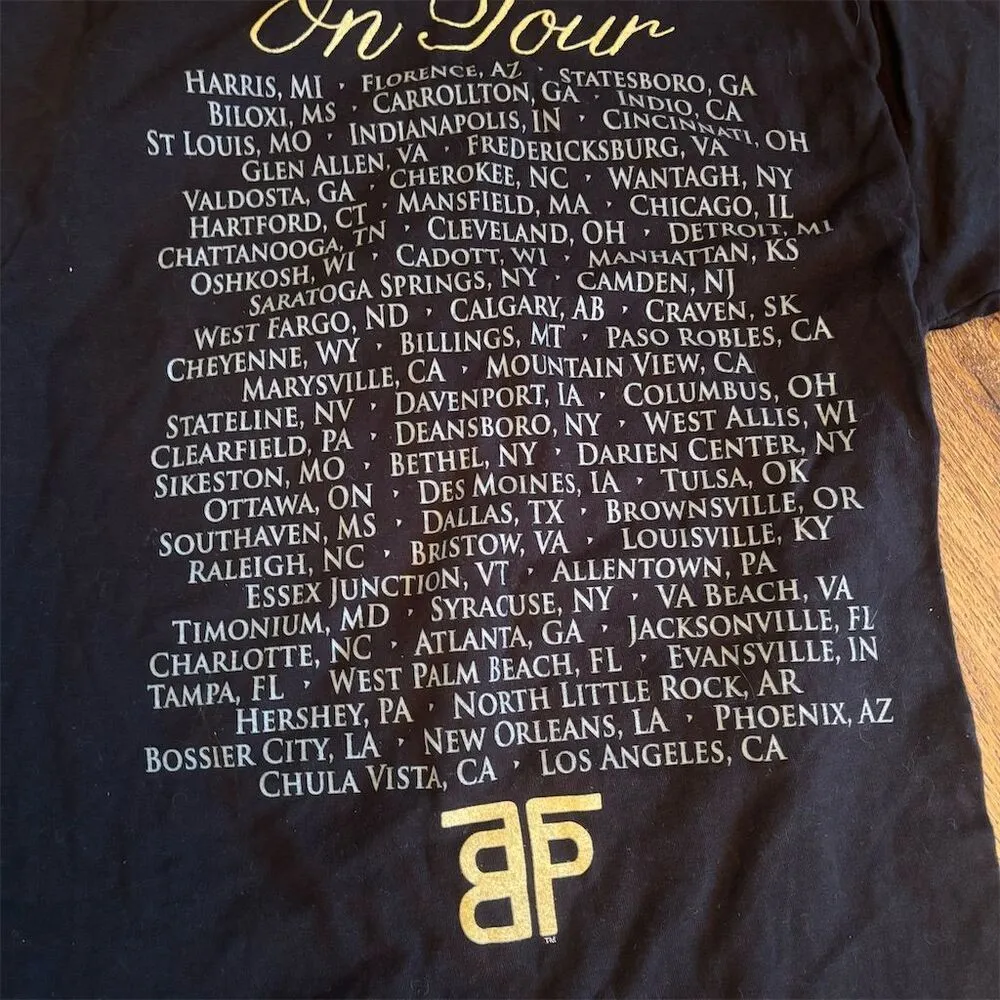 On Tour
HARRIS, MI · FLORENCE, AZ · STATESBORO, GA
BILOXI, MS · CARROLLTON, GA · INDIO, CA
ST LOUIS, MO · INDIANAPOLIS, IN · CINCINNATI, OH
GLEN ALLEN, VA · FREDERICKSBURG, VA
VALDOSTA, GA · CHEROKEE, NC · WANTAGH, NY
HARTFORD, CT · MANSFIELD, MA · CHICAGO, IL
CHATTANOOGA, TN · CLEVELAND, OH · DETROIT, MI
OSHKOSH, WI · CADOTT, WI · MANHATTAN, KS
SARATOGA SPRINGS, NY · CAMDEN, NJ
WEST FARGO, ND · CALGARY, AB · CRAVEN, SK
CHEYENNE, WY · BILLINGS, MT · PASO ROBLES, CA
MARYSVILLE, CA · MOUNTAIN VIEW, CA
STATELINE, NV · DAVENPORT, IA · COLUMBUS, OH
CLEARFIELD, PA · DEANSBORO, NY · WEST ALLIS, WI
SIKESTON, MO · BETHEL, NY · DARIEN CENTER, NY
OTTAWA, ON · DES MOINES, IA · TULSA, OK
SOUTHAVEN, MS · DALLAS, TX · BROWNSVILLE, OR
RALEIGH, NC · BRISTOW, VA · LOUISVILLE, KY
ESSEX JUNCTION, VT · ALLENTOWN, PA
TIMONIUM, MD · SYRACUSE, NY · VA BEACH, VA
CHARLOTTE, NC · ATLANTA, GA · JACKSONVILLE, FL
TAMPA, FL · WEST PALM BEACH, FL · EVANSVILLE, IN
HERSHEY, PA · NORTH LITTLE ROCK, AR
BOSSIER CITY, LA · NEW ORLEANS, LA · PHOENIX, AZ
CHULA VISTA, CA · LOS ANGELES, CA
TM